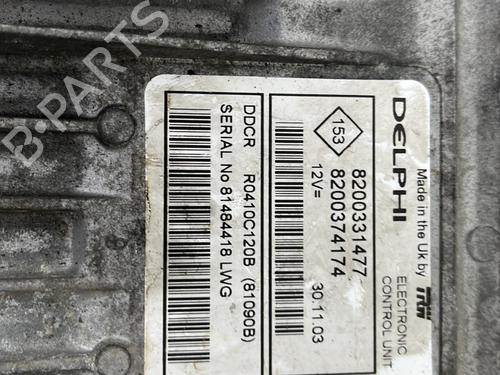 DELPHI
Made in the Uk by TRW
ELECTRONIC
CONTROL UNIT
153
8200331477
8200374174
12V=
30.11.03
DDCR R0410C120B (81090B)
SERIAL No 81484418 LWG
B-PARTS